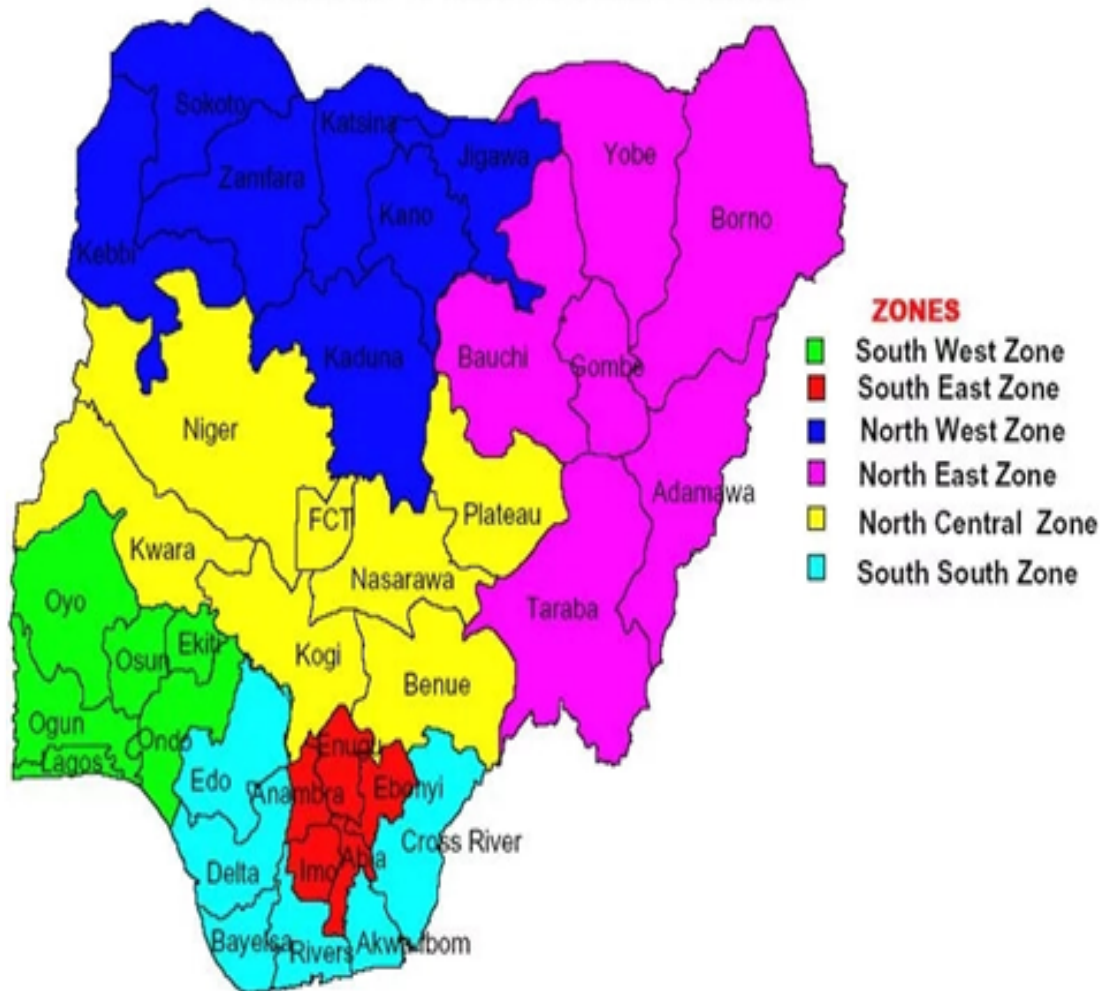 Sokoto
Katsina
Jigawa
Yobe
Zamfara
Kano
Borno
Kebbi
ZONES
South West Zone
South East Zone
North West Zone
North East Zone
North Central Zone
South South Zone
Kaduna
Bauchi
Gombe
Niger
Adamawa
FCT
Plateau
Kwara
Nasarawa
Oyo
Taraba
Osun
Ekiti
Kogi
Benue
Ogun
Ondo
Lagos
Enugu
Edo
Anambra
Ebonyi
Cross River
Delta
Imo
Abia
Bayelsa
Rivers
Akwa Ibom